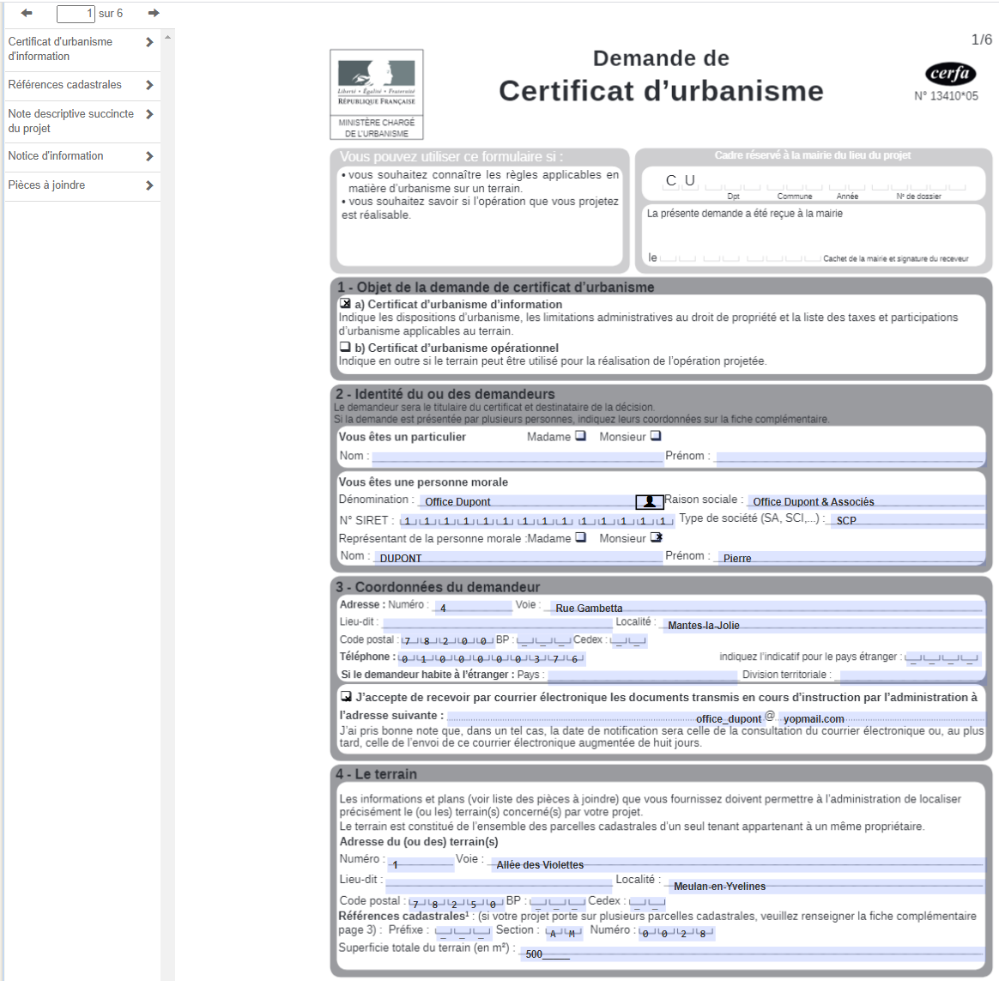 1 sur 6
Certificat d'urbanisme
d'information
Références cadastrales
Note descriptive succincte
du projet
Notice d'information
Pièces à joindre
1/6
Liberté • Égalité • Fraternité
RÉPUBLIQUE FRANÇAISE
MINISTÈRE CHARGÉ
DE L'URBANISME
Demande de
Certificat d'urbanisme
cerfa
N° 13410*05
Vous pouvez utiliser ce formulaire si :
• vous souhaitez connaître les règles applicables en
matière d'urbanisme sur un terrain.
• vous souhaitez savoir si l'opération que vous projetez
est réalisable.
Cadre réservé à la mairie du lieu du projet
C U
Dpt Commune Année N° de dossier
La présente demande a été reçue à la mairie
le Cachet de la mairie et signature du receveur
1 - Objet de la demande de certificat d'urbanisme
a) Certificat d'urbanisme d'information
Indique les dispositions d'urbanisme, les limitations administratives au droit de propriété et la liste des taxes et participations
d'urbanisme applicables au terrain.
b) Certificat d'urbanisme opérationnel
Indique en outre si le terrain peut être utilisé pour la réalisation de l'opération projetée.
2 - Identité du ou des demandeurs
Le demandeur sera le titulaire du certificat et destinataire de la décision.
Si la demande est présentée par plusieurs personnes, indiquez leurs coordonnées sur la fiche complémentaire.
Vous êtes un particulier Madame Monsieur
Nom : Prénom :
Vous êtes une personne morale
Dénomination : Office Dupont Raison sociale : Office Dupont & Associés
N° SIRET : 1 1 1 1 1 1 1 1 1 1 1 1 1 1 Type de société (SA, SCI,...) : SCP
Représentant de la personne morale :Madame Monsieur
Nom : DUPONT Prénom : Pierre
3 - Coordonnées du demandeur
Adresse : Numéro : 4 Voie : Rue Gambetta
Lieu-dit : Localité : Mantes-la-Jolie
Code postal : 7 8 2 0 0 BP : _ _ _ Cedex : _ _
Téléphone : 0 1 0 0 0 0 0 3 7 6 indiquez l'indicatif pour le pays étranger : _ _ _ _
Si le demandeur habite à l'étranger : Pays : Division territoriale :
J'accepte de recevoir par courrier électronique les documents transmis en cours d'instruction par l'administration à
l'adresse suivante : office_dupont @ yopmail.com
J'ai pris bonne note que, dans un tel cas, la date de notification sera celle de la consultation du courrier électronique ou, au plus
tard, celle de l'envoi de ce courrier électronique augmentée de huit jours.
4 - Le terrain
Les informations et plans (voir liste des pièces à joindre) que vous fournissez doivent permettre à l'administration de localiser
précisément le (ou les) terrain(s) concerné(s) par votre projet.
Le terrain est constitué de l'ensemble des parcelles cadastrales d'un seul tenant appartenant à un même propriétaire.
Adresse du (ou des) terrain(s)
Numéro : 1 Voie : Allée des Violettes
Lieu-dit : Localité : Meulan-en-Yvelines
Code postal : 7 8 2 5 0 BP : _ _ _ Cedex : _ _
Références cadastrales¹ : (si votre projet porte sur plusieurs parcelles cadastrales, veuillez renseigner la fiche complémentaire
page 3) : Préfixe : _ _ _ Section : A M Numéro : 0 0 2 8
Superficie totale du terrain (en m²) : 500_____